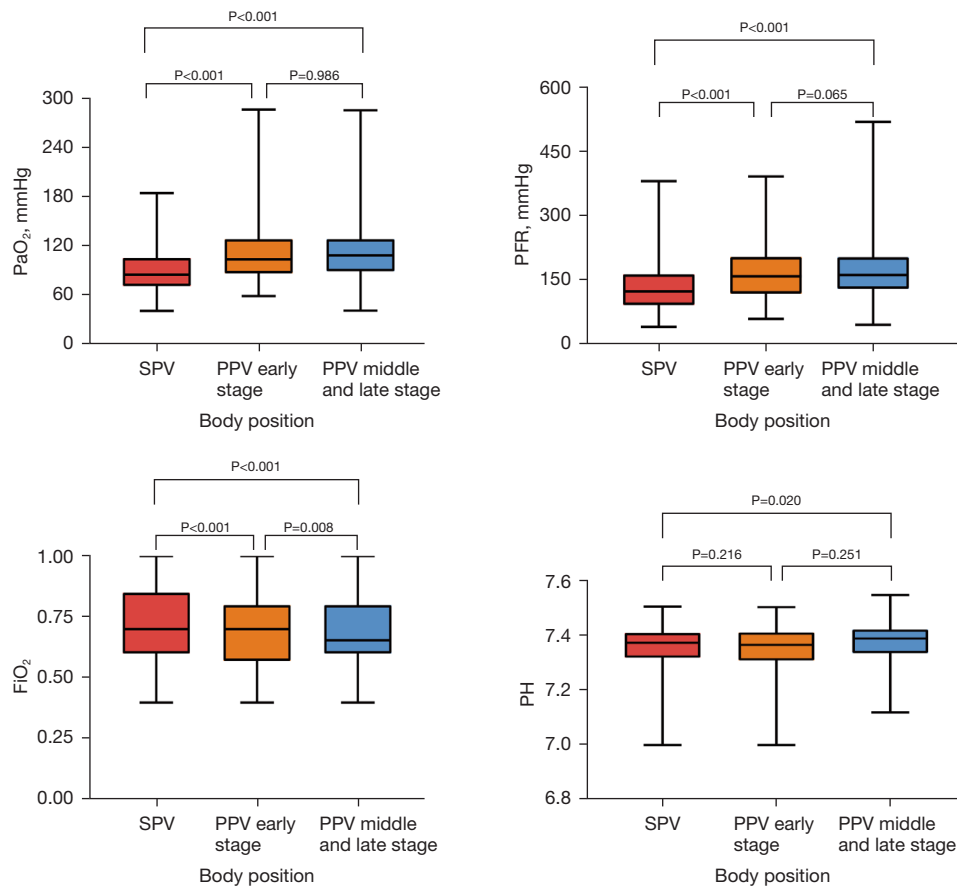 P<0.001
P<0.001
P=0.986
300
240
180
120
60
0
PaO2, mmHg
SPV
PPV early
stage
PPV middle
and late stage
Body position
P<0.001
P<0.001
P=0.065
600
450
300
150
0
PFR, mmHg
SPV
PPV early
stage
PPV middle
and late stage
Body position
P<0.001
P<0.001
P=0.008
1.00
0.75
0.50
0.25
0.00
FiO2
SPV
PPV early
stage
PPV middle
and late stage
Body position
P=0.020
P=0.216
P=0.251
7.6
7.4
7.2
7.0
6.8
PH
SPV
PPV early
stage
PPV middle
and late stage
Body position